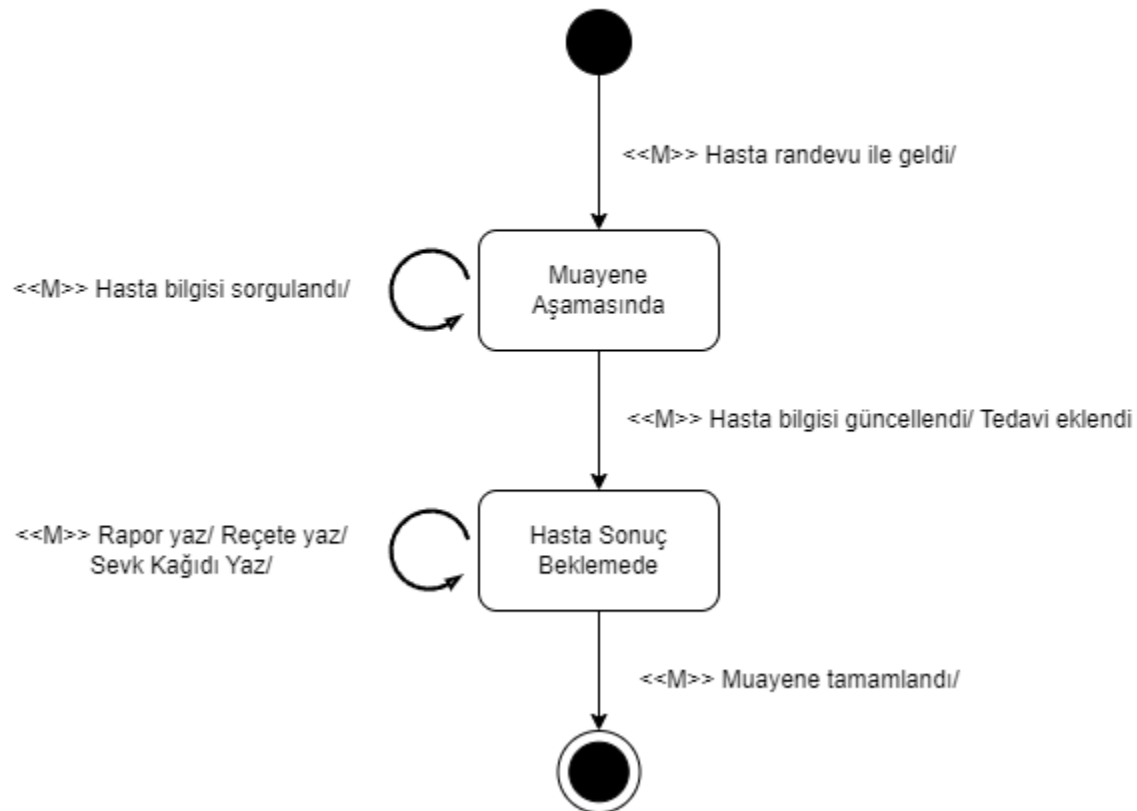 <<M>> Hasta randevu ile geldi/
<<M>> Hasta bilgisi sorgulandı/
Muayene
Aşamasında
<<M>> Hasta bilgisi güncellendi/ Tedavi eklendi
<<M>> Rapor yaz/ Reçete yaz/
Sevk Kağıdı Yaz/
Hasta Sonuç
Beklemede
<<M>> Muayene tamamlandı/